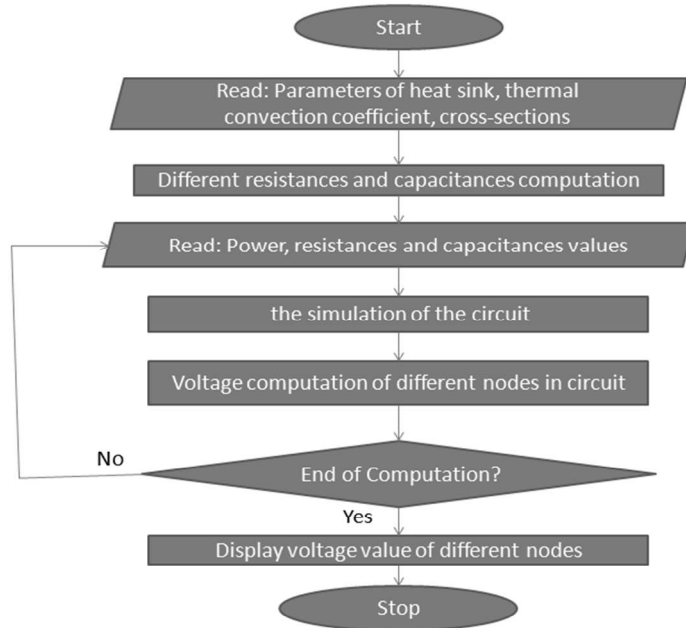 Start
Read: Parameters of heat sink, thermal
convection coefficient, cross-sections
Different resistances and capacitances computation
Read: Power, resistances and capacitances values
the simulation of the circuit
Voltage computation of different nodes in circuit
End of Computation?
No
Yes
Display voltage value of different nodes
Stop